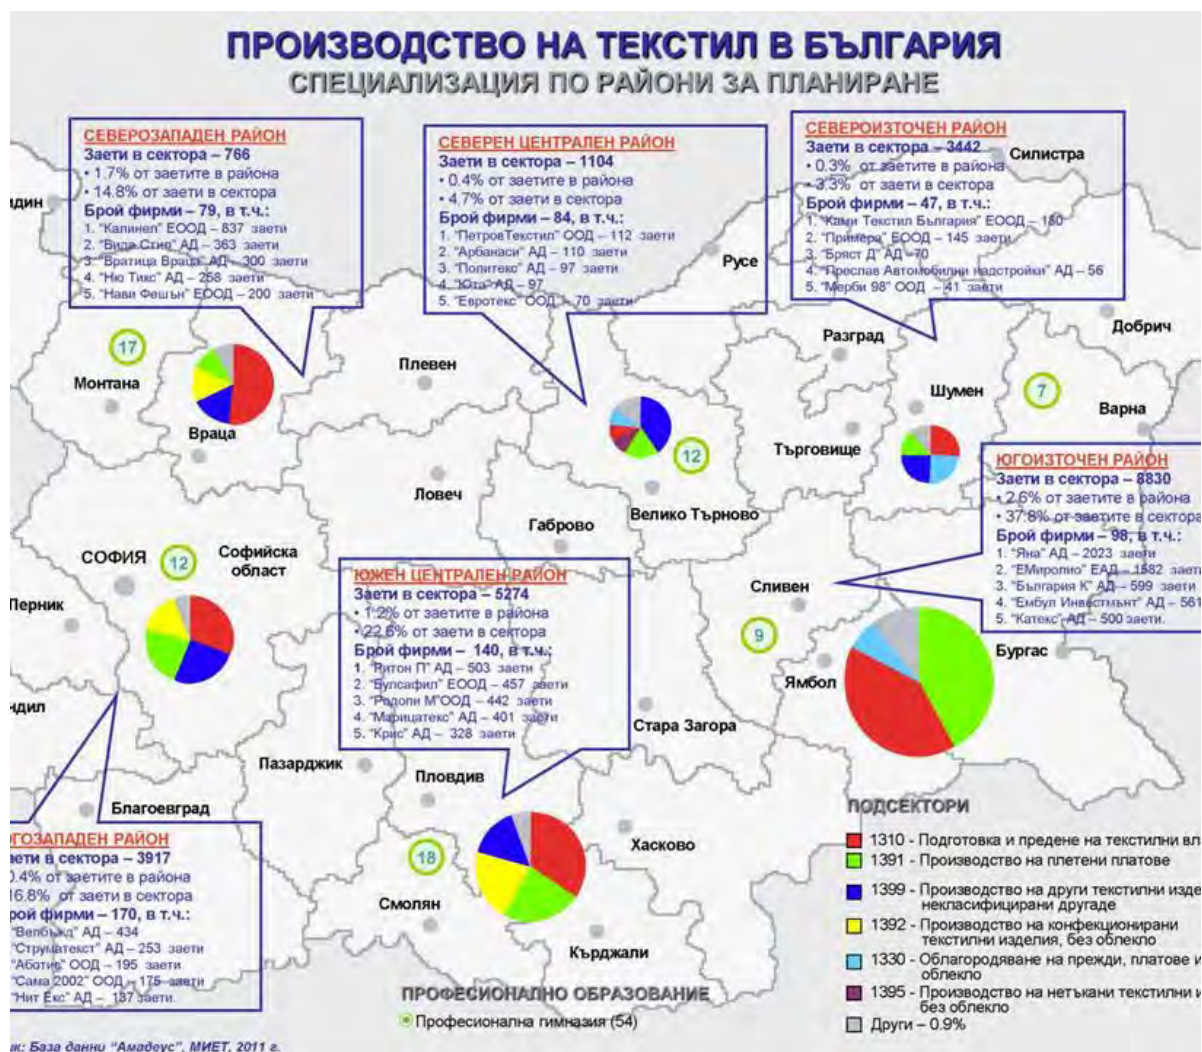 ПРОИЗВОДСТВО НА ТЕКСТИЛ В БЪЛГАРИЯ
СПЕЦИАЛИЗАЦИЯ ПО РАЙОНИ ЗА ПЛАНИРАНЕ
СЕВЕРОЗАПАДЕН РАЙОН
Заети в сектора – 766
• 1.7% от заетите в района
• 14.8% от заети в сектора
Брой фирми – 79, в т.ч.:
1. "Калинел" ЕООД – 837 заети
2. "Вида Стил" АД – 363 заети
3. "Вратица Враца" АД – 300 заети
4. "Ню Тикс" АД – 258 заети
5. "Нави Фешън" ЕООД – 200 заети
СЕВЕРЕН ЦЕНТРАЛЕН РАЙОН
Заети в сектора – 1104
• 0.4% от заетите в района
• 4.7% от заети в сектора
Брой фирми – 84, в т.ч.:
1. "ПетровТекстил" ООД – 112 заети
2. "Арбанаси" АД – 110 заети
3. "Политекс" АД – 97 заети
4. "Юта" АД – 97
5. "Евротекс" ООД – 70 заети
СЕВЕРОИЗТОЧЕН РАЙОН
Заети в сектора – 3442
• 0.3% от заетите в района
• 3.3% от заети в сектора
Брой фирми – 47, в т.ч.:
1. "Ками Текстил България" ЕООД – 180
2. "Примера" ЕООД – 145 заети
3. "Бряст Д" АД – 70
4. "Преслав Автомобилни надстройки" АД – 56
5. "Мерби 98" ООД – 41 заети
Силистра
дин
Русе
Добрич
Разград
17
Монтана
Плевен
Шумен
7
Варна
Враца
12
Търговище
ЮГОИЗТОЧЕН РАЙОН
Заети в сектора – 8830
• 2.6% от заетите в района
• 37.8% от заетите в сектора
Брой фирми – 98, в т.ч.:
1. "Яна" АД – 2023 заети
2. "ЕМиролио" ЕАД – 1582 заети
3. "България К" АД – 599 заети
4. "Ембул Инвестмънт" АД – 561
5. "Катекс" АД – 500 заети.
Ловеч
Велико Търново
Габрово
СОФИЯ
12
Софийска
област
ЮЖЕН ЦЕНТРАЛЕН РАЙОН
Заети в сектора – 5274
• 1.2% от заетите в района
• 22.6% от заети в сектора
Брой фирми – 140, в т.ч.:
1. "Ритон П" АД – 503 заети
2. "Булсафил" ЕООД – 457 заети
3. "Родопи М"ООД – 442 заети
4. "Марицатекс" АД – 401 заети
5. "Крис" АД – 328 заети
Сливен
Перник
9
Бургас
Ямбол
ндил
Стара Загора
Пазарджик
Пловдив
Благоевград
Хасково
18
Смолян
Кърджали
ОГОЗАПАДЕН РАЙОН
аети в сектора – 3917
0.4% от заетите в района
16.8% от заети в сектора
рой фирми – 170, в т.ч.:
"Велбъжд" АД – 434
"Струматекст" АД – 253 заети
"Аботис" ООД – 195 заети
"Сама 2002" ООД – 175 заети
"Нит Екс" АД – 137 заети.
ПОДСЕКТОРИ
1310 - Подготовка и предене на текстилни вл
1391 - Производство на плетени платове
1399 - Производство на други текстилни изде
некласифицирани другаде
1392 - Производство на конфекционирани
текстилни изделия, без облекло
1330 - Облагородяване на прежди, платове и
облекло
1395 - Производство на нетъкани текстилни и
без облекло
Други – 0.9%
ПРОФЕСИОНАЛНО ОБРАЗОВАНИЕ
Професионална гимназия (54)
ик: База данни "Амадеус", МИЕТ, 2011 г.